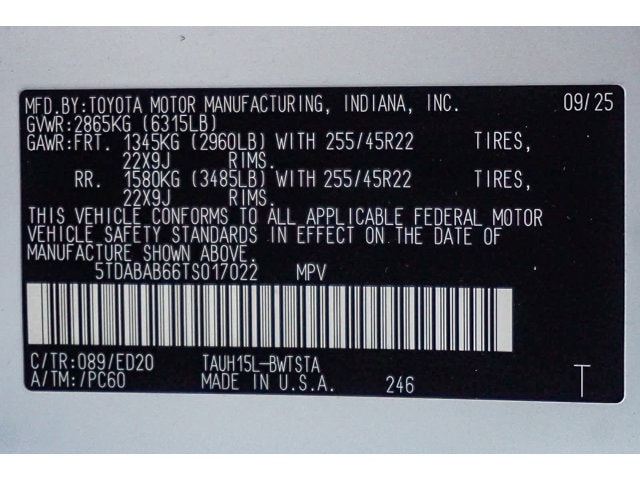 MFD.BY:TOYOTA MOTOR MANUFACTURING, INDIANA, INC. 09/25
GVWR:2865KG (6315LB)
GAWR:FRT. 1345KG (2960LB) WITH 255/45R22 TIRES,
22X9J RIMS.
RR. 1580KG (3485LB) WITH 255/45R22 TIRES,
22X9J RIMS.
THIS VEHICLE CONFORMS TO ALL APPLICABLE FEDERAL MOTOR
VEHICLE SAFETY STANDARDS IN EFFECT ON THE DATE OF
MANUFACTURE SHOWN ABOVE.
5TDABAB66TS017022 MPV
C/TR:089/ED20 TAUH15L-BWTSTA
A/TM:/PC60 MADE IN U.S.A. 246 T